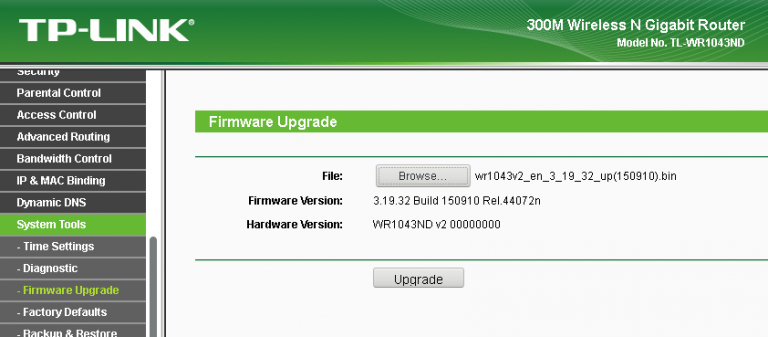 TP-LINK®
300M Wireless N Gigabit Router
Model No. TL-WR1043ND
Security
Parental Control
Access Control
Advanced Routing
Bandwidth Control
IP & MAC Binding
Dynamic DNS
System Tools
- Time Settings
- Diagnostic
- Firmware Upgrade
- Factory Defaults
- Backup & Restore
Firmware Upgrade
File: Browse... wr1043v2_en_3_19_32_up(150910).bin
Firmware Version: 3.19.32 Build 150910 Rel.44072n
Hardware Version: WR1043ND v2 00000000
Upgrade